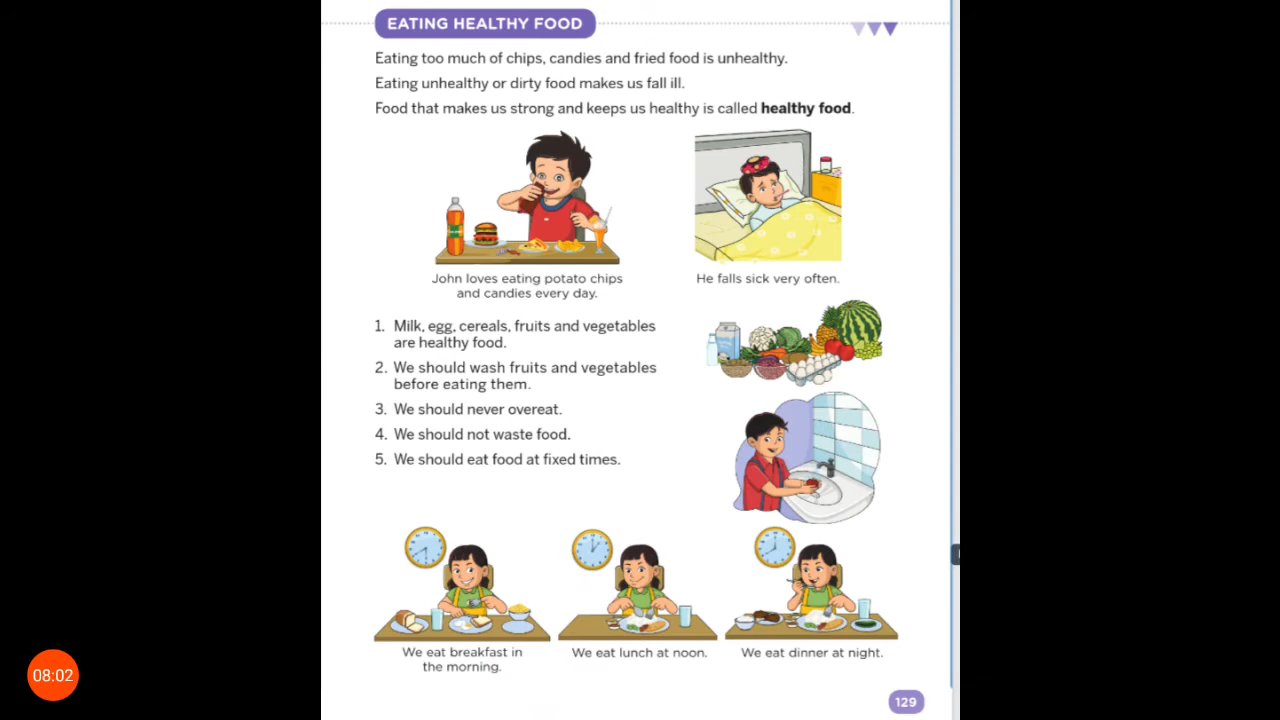 EATING HEALTHY FOOD
Eating too much of chips, candies and fried food is unhealthy.
Eating unhealthy or dirty food makes us fall ill.
Food that makes us strong and keeps us healthy is called healthy food.
John loves eating potato chips
and candies every day.
He falls sick very often.
1. Milk, egg, cereals, fruits and vegetables
are healthy food.
2. We should wash fruits and vegetables
before eating them.
3. We should never overeat.
4. We should not waste food.
5. We should eat food at fixed times.
We eat breakfast in
the morning.
We eat lunch at noon.
We eat dinner at night.
129
08:02